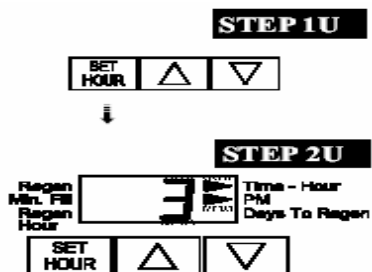 STEP 1U
SET HOUR
STEP 2U
Regen Time - Hour
Min. Fill 3 PM
Regen Hour Days To Regen
SET HOUR